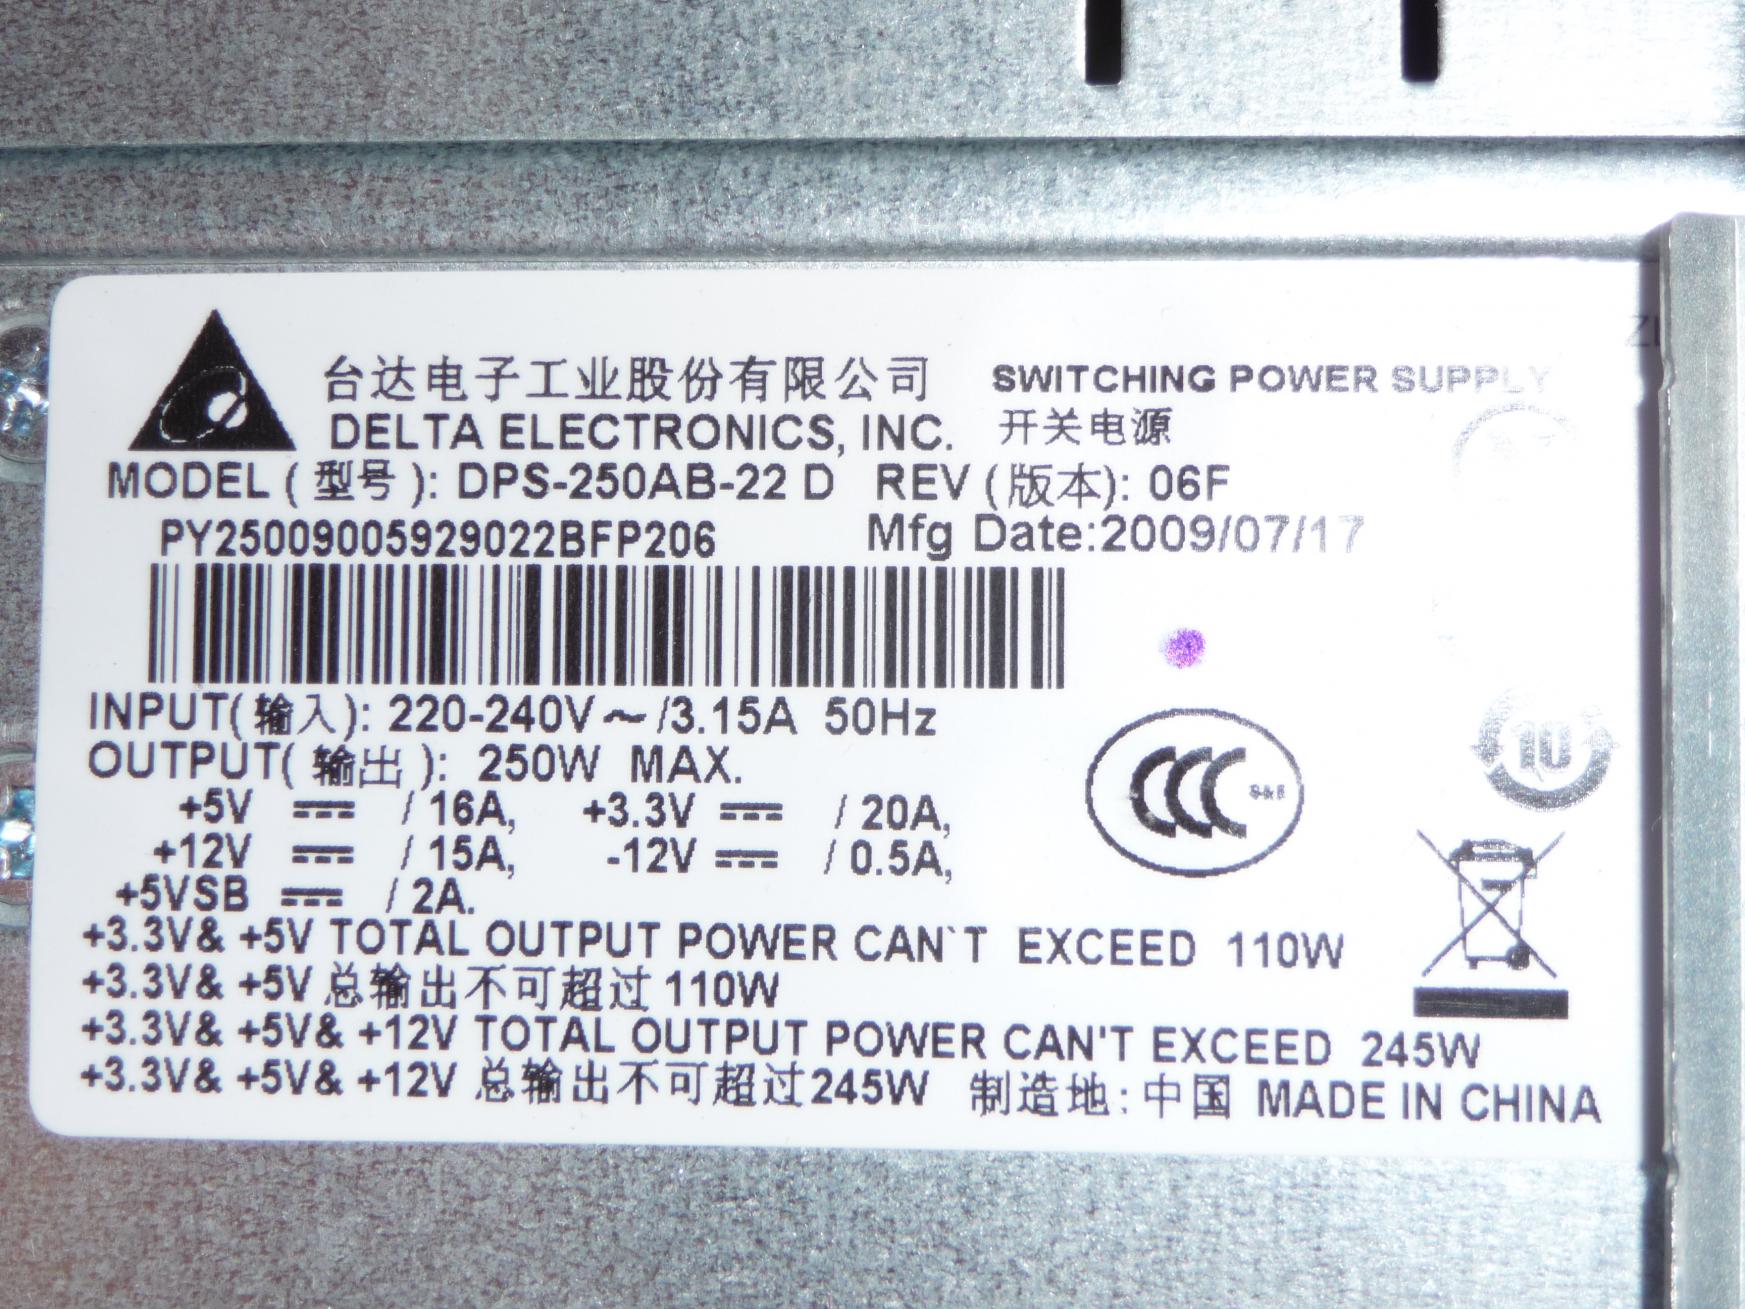 台达电子工业股份有限公司 SWITCHING POWER SUPPLY
DELTA ELECTRONICS, INC. 开关电源
MODEL (型号): DPS-250AB-22 D REV (版本): 06F
PY25009005929022BFP206 Mfg Date:2009/07/17
INPUT(输入): 220-240V～/3.15A 50Hz
OUTPUT(输出): 250W MAX.
+5V ⎓ / 16A, +3.3V ⎓ / 20A,
+12V ⎓ / 15A, -12V ⎓ / 0.5A,
+5VSB ⎓ / 2A.
CCC S&E
10
+3.3V& +5V TOTAL OUTPUT POWER CAN`T EXCEED 110W
+3.3V& +5V 总输出不可超过110W
+3.3V& +5V& +12V TOTAL OUTPUT POWER CAN'T EXCEED 245W
+3.3V& +5V& +12V 总输出不可超过245W 制造地:中国 MADE IN CHINA